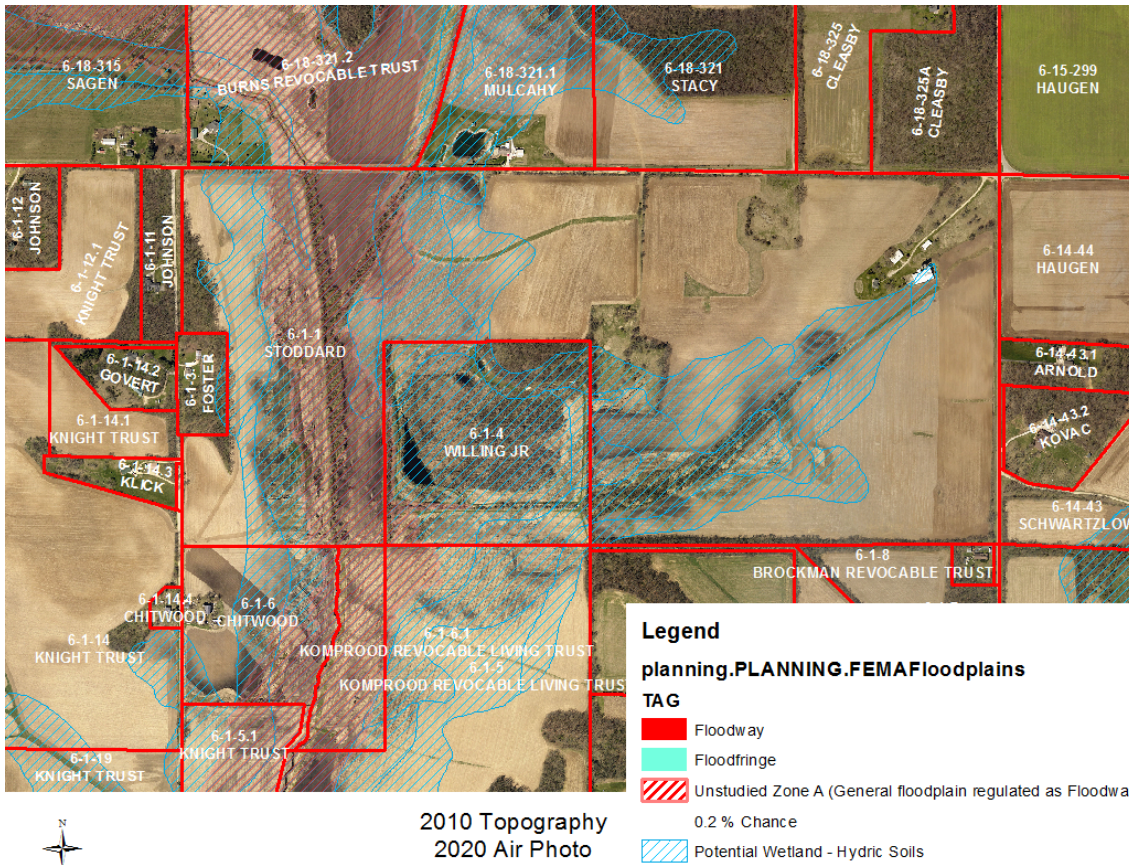 6-18-315
SAGEN
6-18-321.2
BURNS REVOCABLE TRUST
6-18-321.1
MULCAHY
6-18-321
STACY
6-18-325
CLEASBY
6-18-325A
CLEASBY
6-15-299
HAUGEN
6-1-12
JOHNSON
6-1-12.1
KNIGHT TRUST
6-1-11
JOHNSON
6-14-44
HAUGEN
6-1-1
STODDARD
6-1-14.2
GOVERT
6-1-3.1
FOSTER
6-14-43.1
ARNOLD
6-1-14.1
KNIGHT TRUST
6-1-4
WILLING JR
6-14-43.2
KOVAC
6-1-14.3
KLICK
6-14-43
SCHWARTZLOW
6-1-8
BROCKMAN REVOCABLE TRUST
6-1-14.4
CHITWOOD
6-1-6
CHITWOOD
6-1-14
KNIGHT TRUST
6-1-6.1
KOMPROOD REVOCABLE LIVING TRUST
6-1-5
KOMPROOD REVOCABLE LIVING TRUS
6-1-5.1
KNIGHT TRUST
6-1-19
KNIGHT TRUST
Legend
planning.PLANNING.FEMAFloodplains
TAG
Floodway
Floodfringe
Unstudied Zone A (General floodplain regulated as Floodwa
0.2 % Chance
Potential Wetland - Hydric Soils
N
2010 Topography
2020 Air Photo